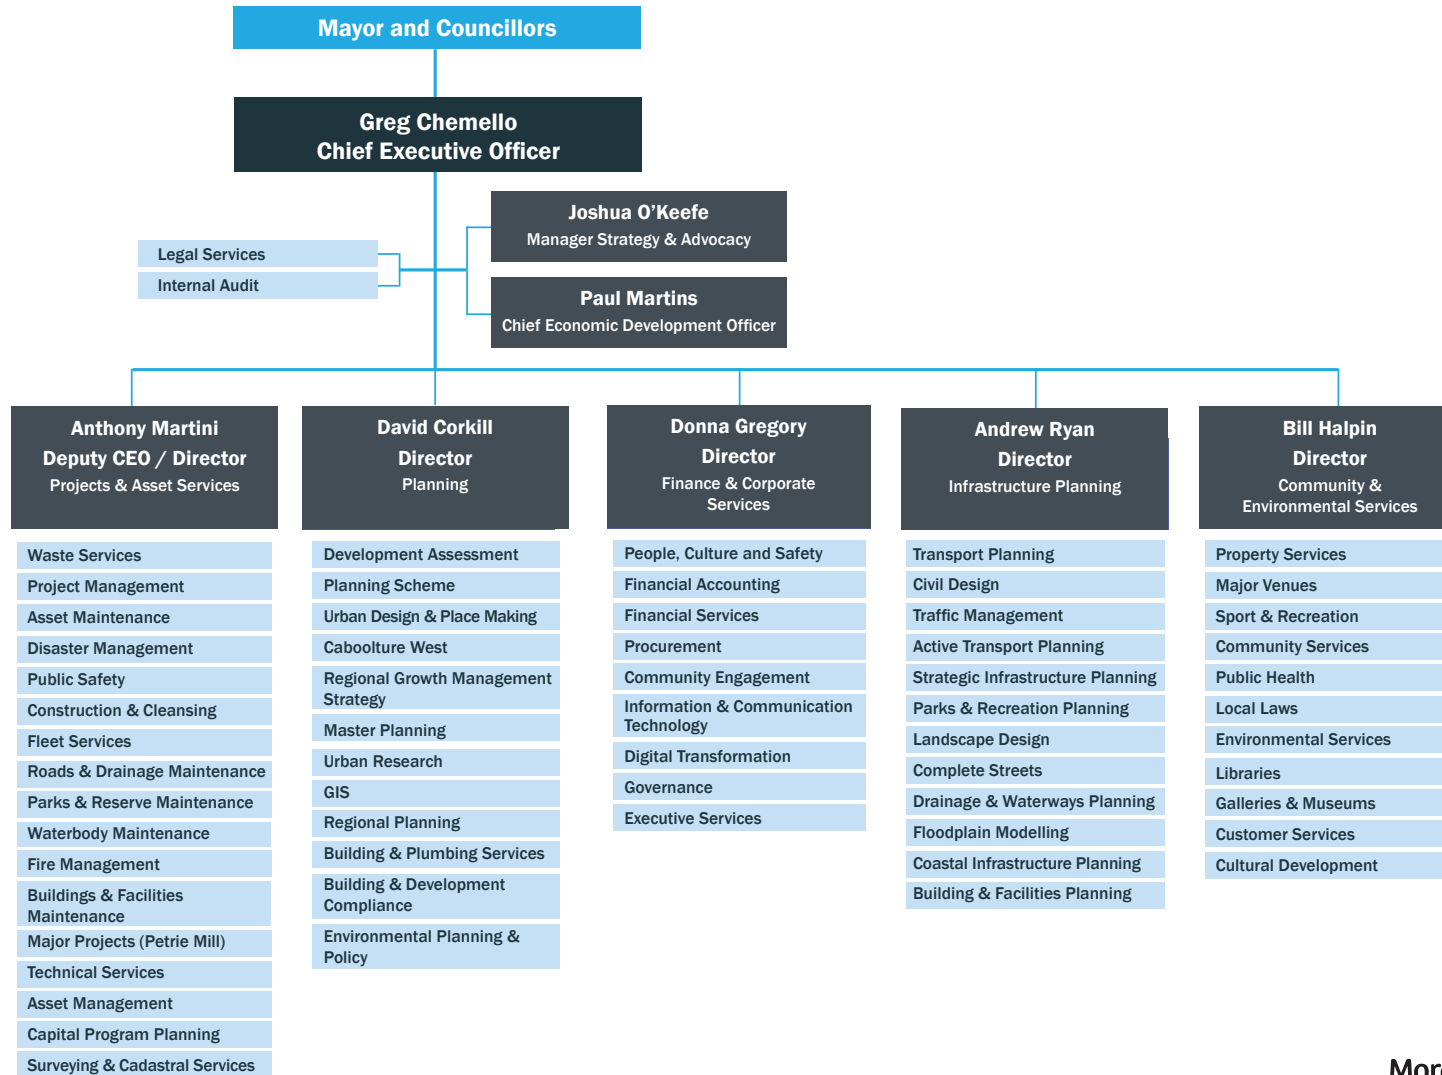 Mayor and Councillors
Greg Chemello
Chief Executive Officer
Joshua O'Keefe
Manager Strategy & Advocacy
Legal Services
Internal Audit
Paul Martins
Chief Economic Development Officer
Anthony Martini
Deputy CEO / Director
Projects & Asset Services
Waste Services
Project Management
Asset Maintenance
Disaster Management
Public Safety
Construction & Cleansing
Fleet Services
Roads & Drainage Maintenance
Parks & Reserve Maintenance
Waterbody Maintenance
Fire Management
Buildings & Facilities
Maintenance
Major Projects (Petrie Mill)
Technical Services
Asset Management
Capital Program Planning
Surveying & Cadastral Services
David Corkill
Director
Planning
Development Assessment
Planning Scheme
Urban Design & Place Making
Caboolture West
Regional Growth Management
Strategy
Master Planning
Urban Research
GIS
Regional Planning
Building & Plumbing Services
Building & Development
Compliance
Environmental Planning &
Policy
Donna Gregory
Director
Finance & Corporate
Services
People, Culture and Safety
Financial Accounting
Financial Services
Procurement
Community Engagement
Information & Communication
Technology
Digital Transformation
Governance
Executive Services
Andrew Ryan
Director
Infrastructure Planning
Transport Planning
Civil Design
Traffic Management
Active Transport Planning
Strategic Infrastructure Planning
Parks & Recreation Planning
Landscape Design
Complete Streets
Drainage & Waterways Planning
Floodplain Modelling
Coastal Infrastructure Planning
Building & Facilities Planning
Bill Halpin
Director
Community &
Environmental Services
Property Services
Major Venues
Sport & Recreation
Community Services
Public Health
Local Laws
Environmental Services
Libraries
Galleries & Museums
Customer Services
Cultural Development